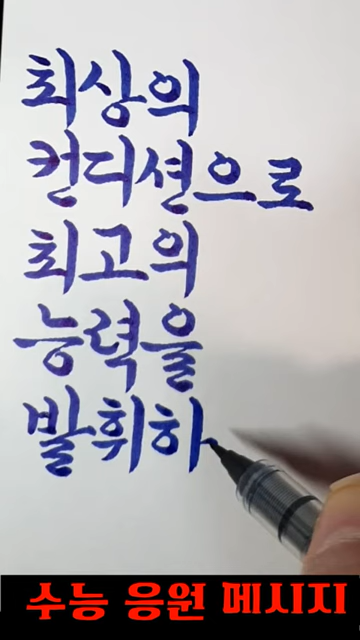 최상의
컨디션으로
최고의
능력을
발휘하
수능 응원 메시지